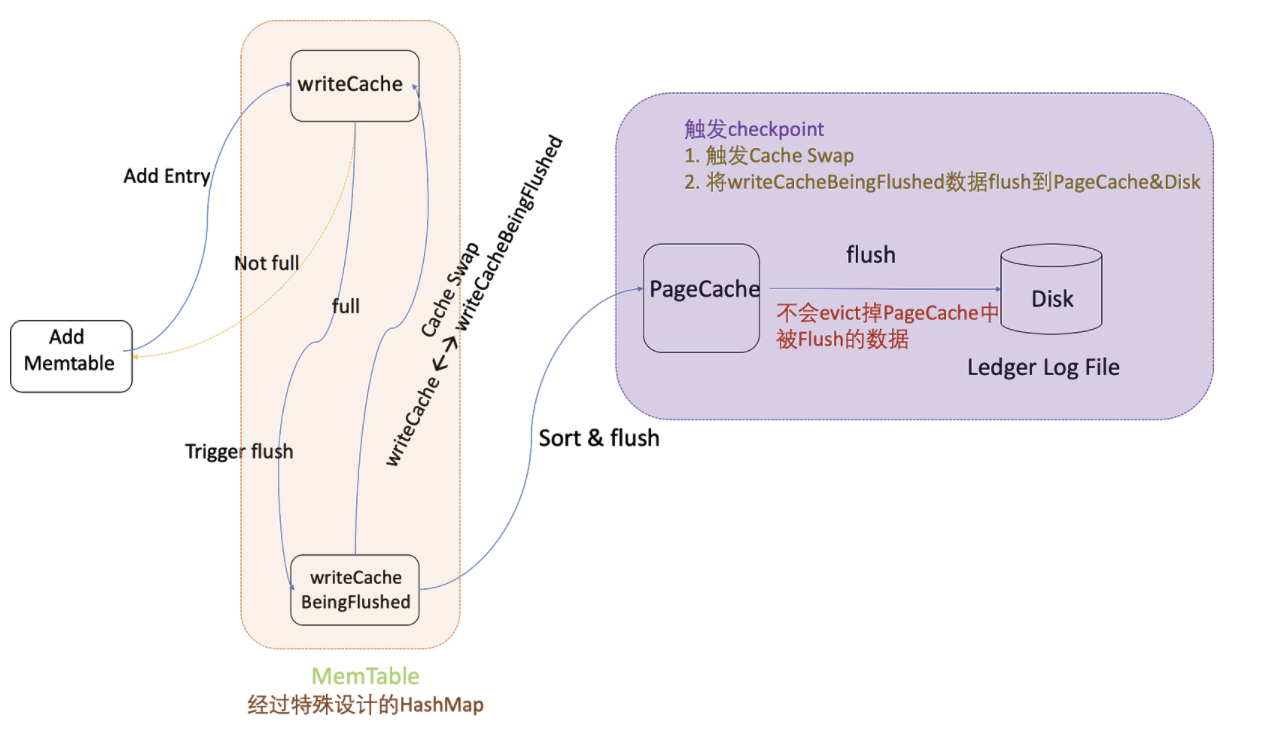 writeCache
Add Entry
Not full
full
Add
Memtable
Trigger flush
Cache Swap
writeCache <--> writeCacheBeingFlushed
writeCache
BeingFlushed
MemTable
经过特殊设计的HashMap
Sort & flush
触发checkpoint
1. 触发Cache Swap
2. 将writeCacheBeingFlushed数据flush到PageCache&Disk
PageCache
flush
不会evict掉PageCache中
被Flush的数据
Disk
Ledger Log File